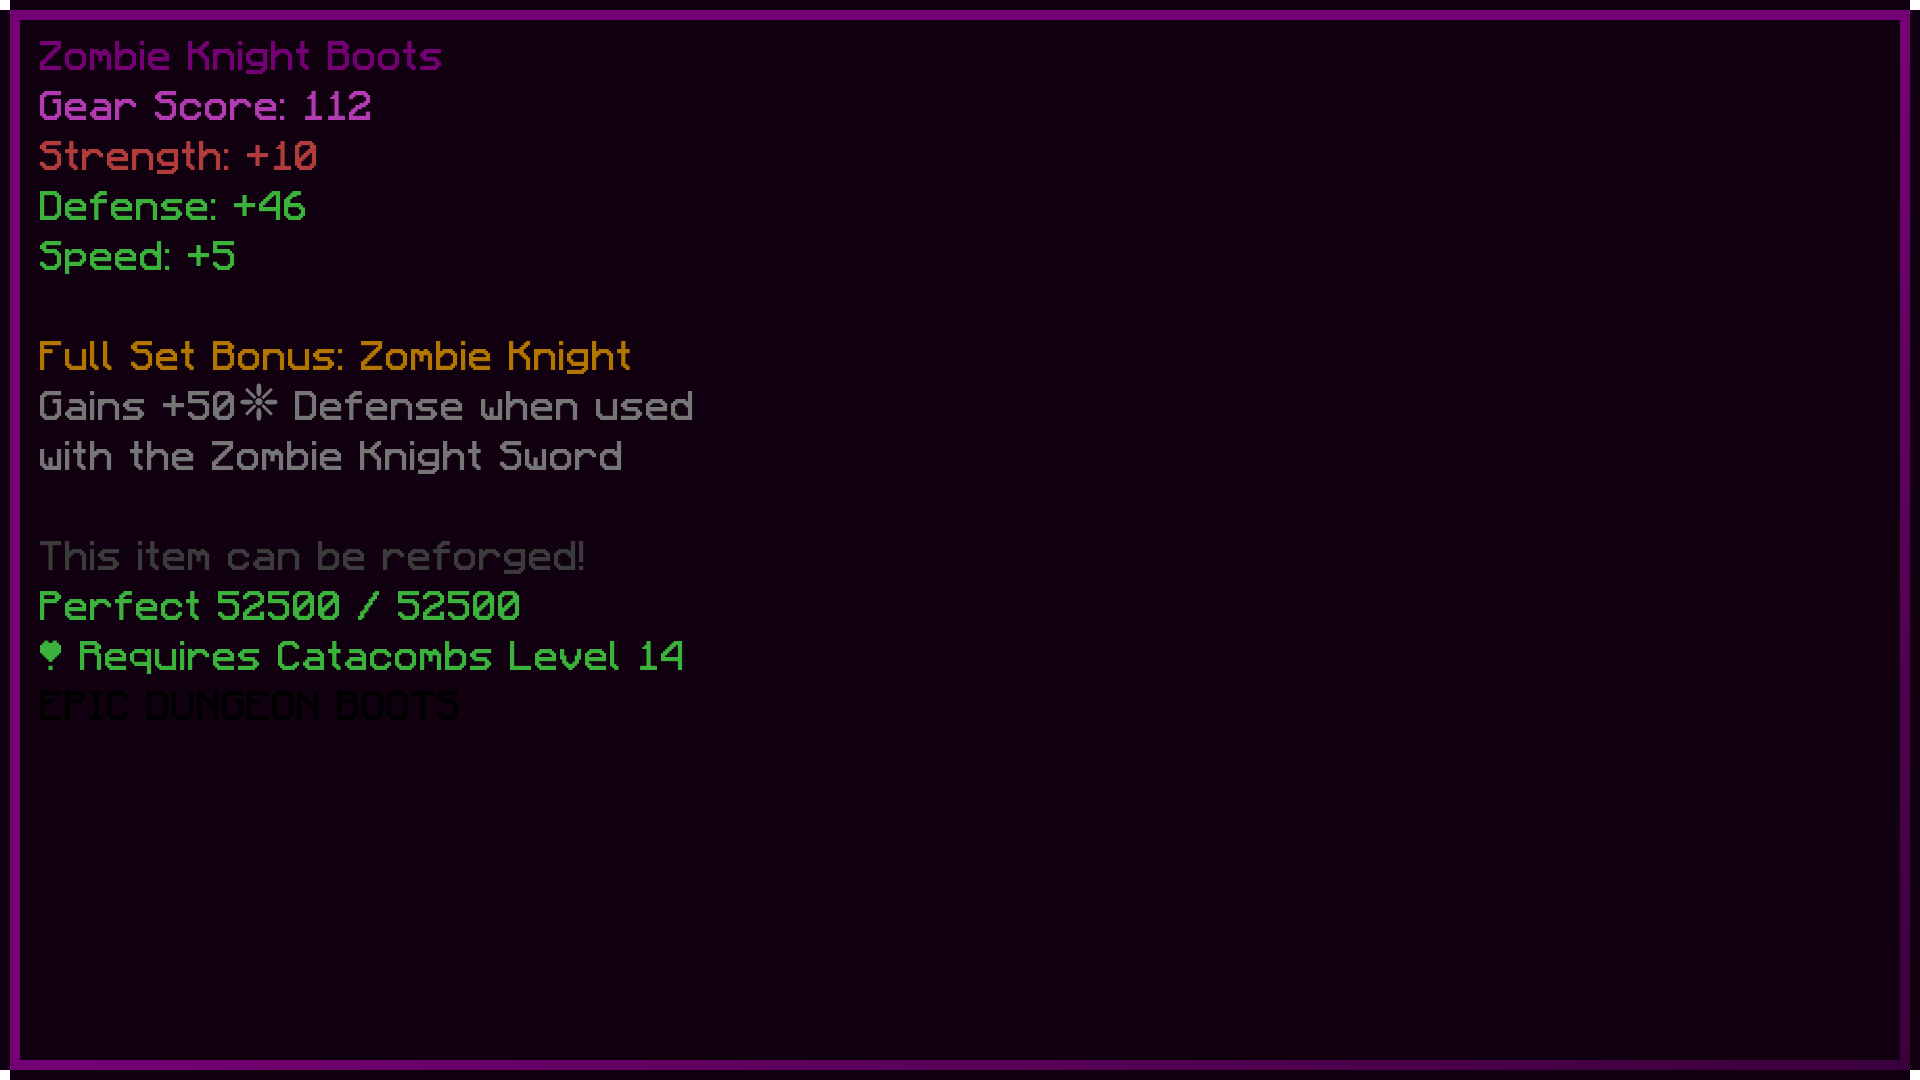 Zombie Knight Boots
Gear Score: 112
Strength: +10
Defense: +46
Speed: +5
Full Set Bonus: Zombie Knight
Gains +50❈ Defense when used
with the Zombie Knight Sword
This item can be reforged!
Perfect 52500 / 52500
❣ Requires Catacombs Level 14
EPIC DUNGEON BOOTS